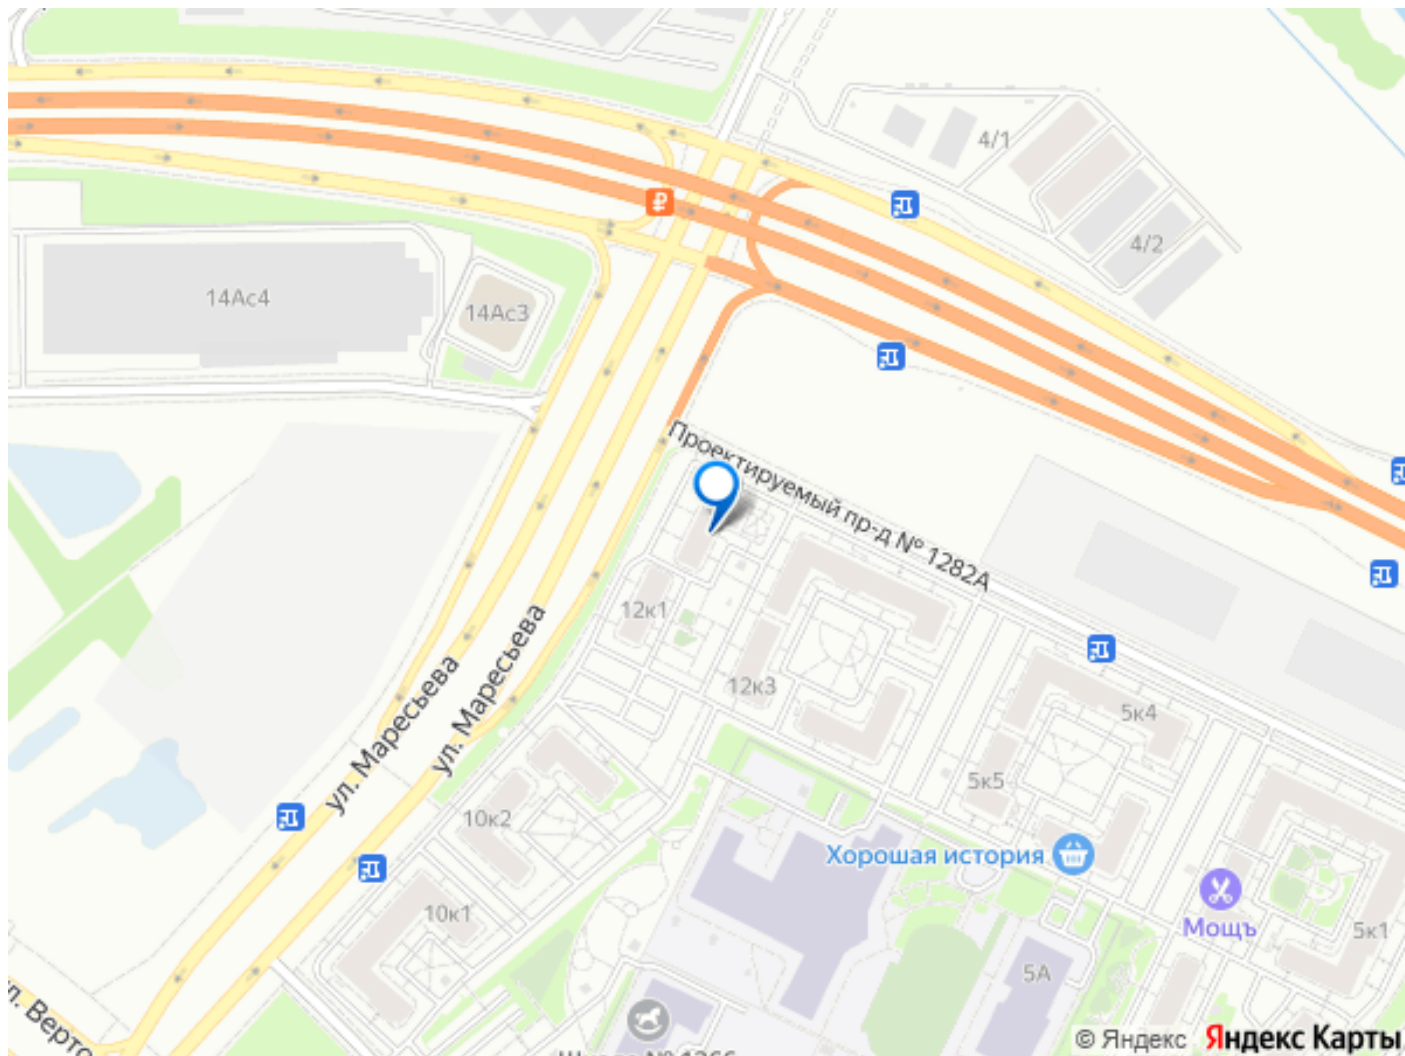 4/1
4/2
₽
14Ас4
14Ас3
Проектируемый пр-д № 1282А
12к1
12к3
ул. Маресьева
ул. Маресьева
5к4
5к5
10к2
Хорошая история
10к1
Мощъ
5к1
5А
© Яндекс Яндекс Карты